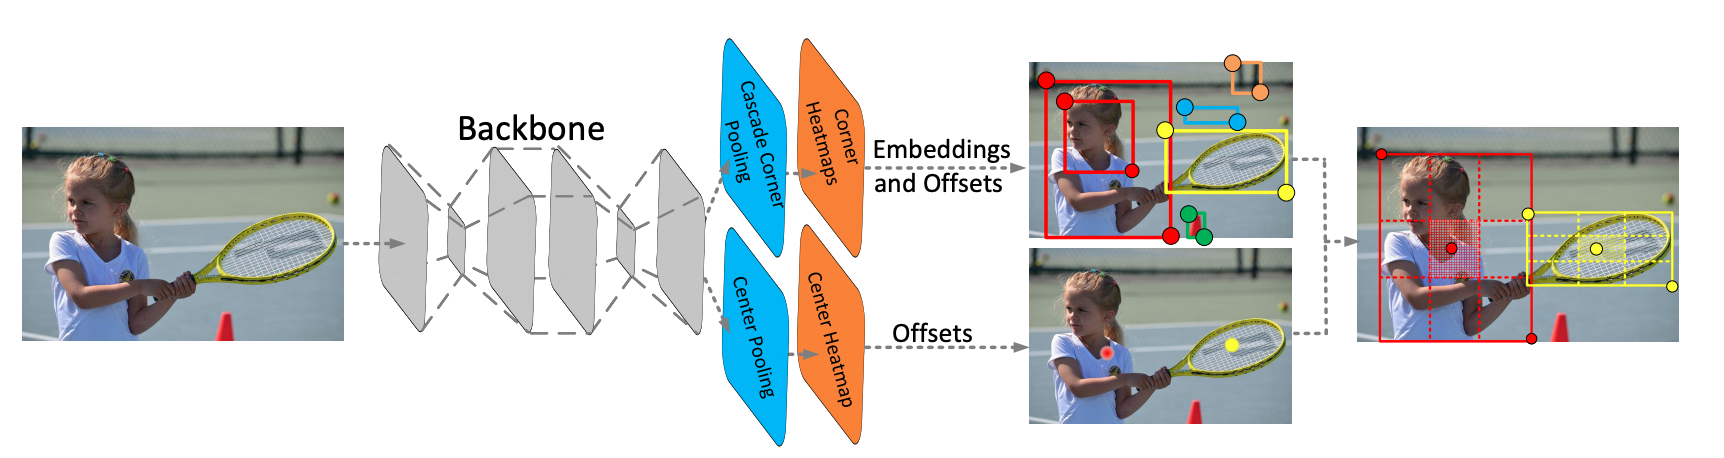 Backbone
Cascade Corner
Pooling
Corner
Heatmaps
Embeddings
and Offsets
Center Pooling
Center Heatmap
Offsets